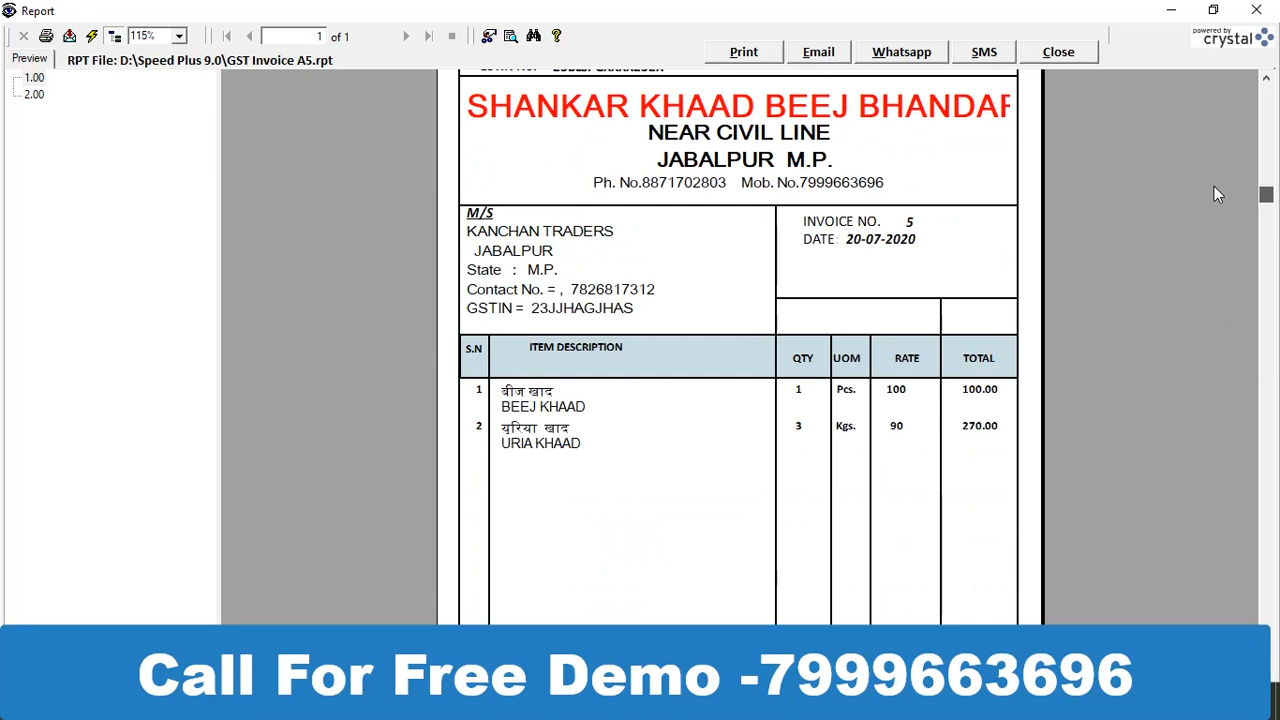 Report
115%
1 of 1
powered by
crystal
Print Email Whatsapp SMS Close
Preview RPT File: D:\Speed Plus 9.0\GST Invoice A5.rpt
1.00
2.00
SHANKAR KHAAD BEEJ BHANDAR
NEAR CIVIL LINE
JABALPUR M.P.
Ph. No.8871702803 Mob. No.7999663696
M/S
KANCHAN TRADERS
JABALPUR
State : M.P.
Contact No. = , 7826817312
GSTIN = 23JJHAGJHAS
INVOICE NO. 5
DATE: 20-07-2020
S.N ITEM DESCRIPTION QTY UOM RATE TOTAL
1 बीज खाद 1 Pcs. 100 100.00
BEEJ KHAAD
2 यूरिया खाद 3 Kgs. 90 270.00
URIA KHAAD
Call For Free Demo -7999663696